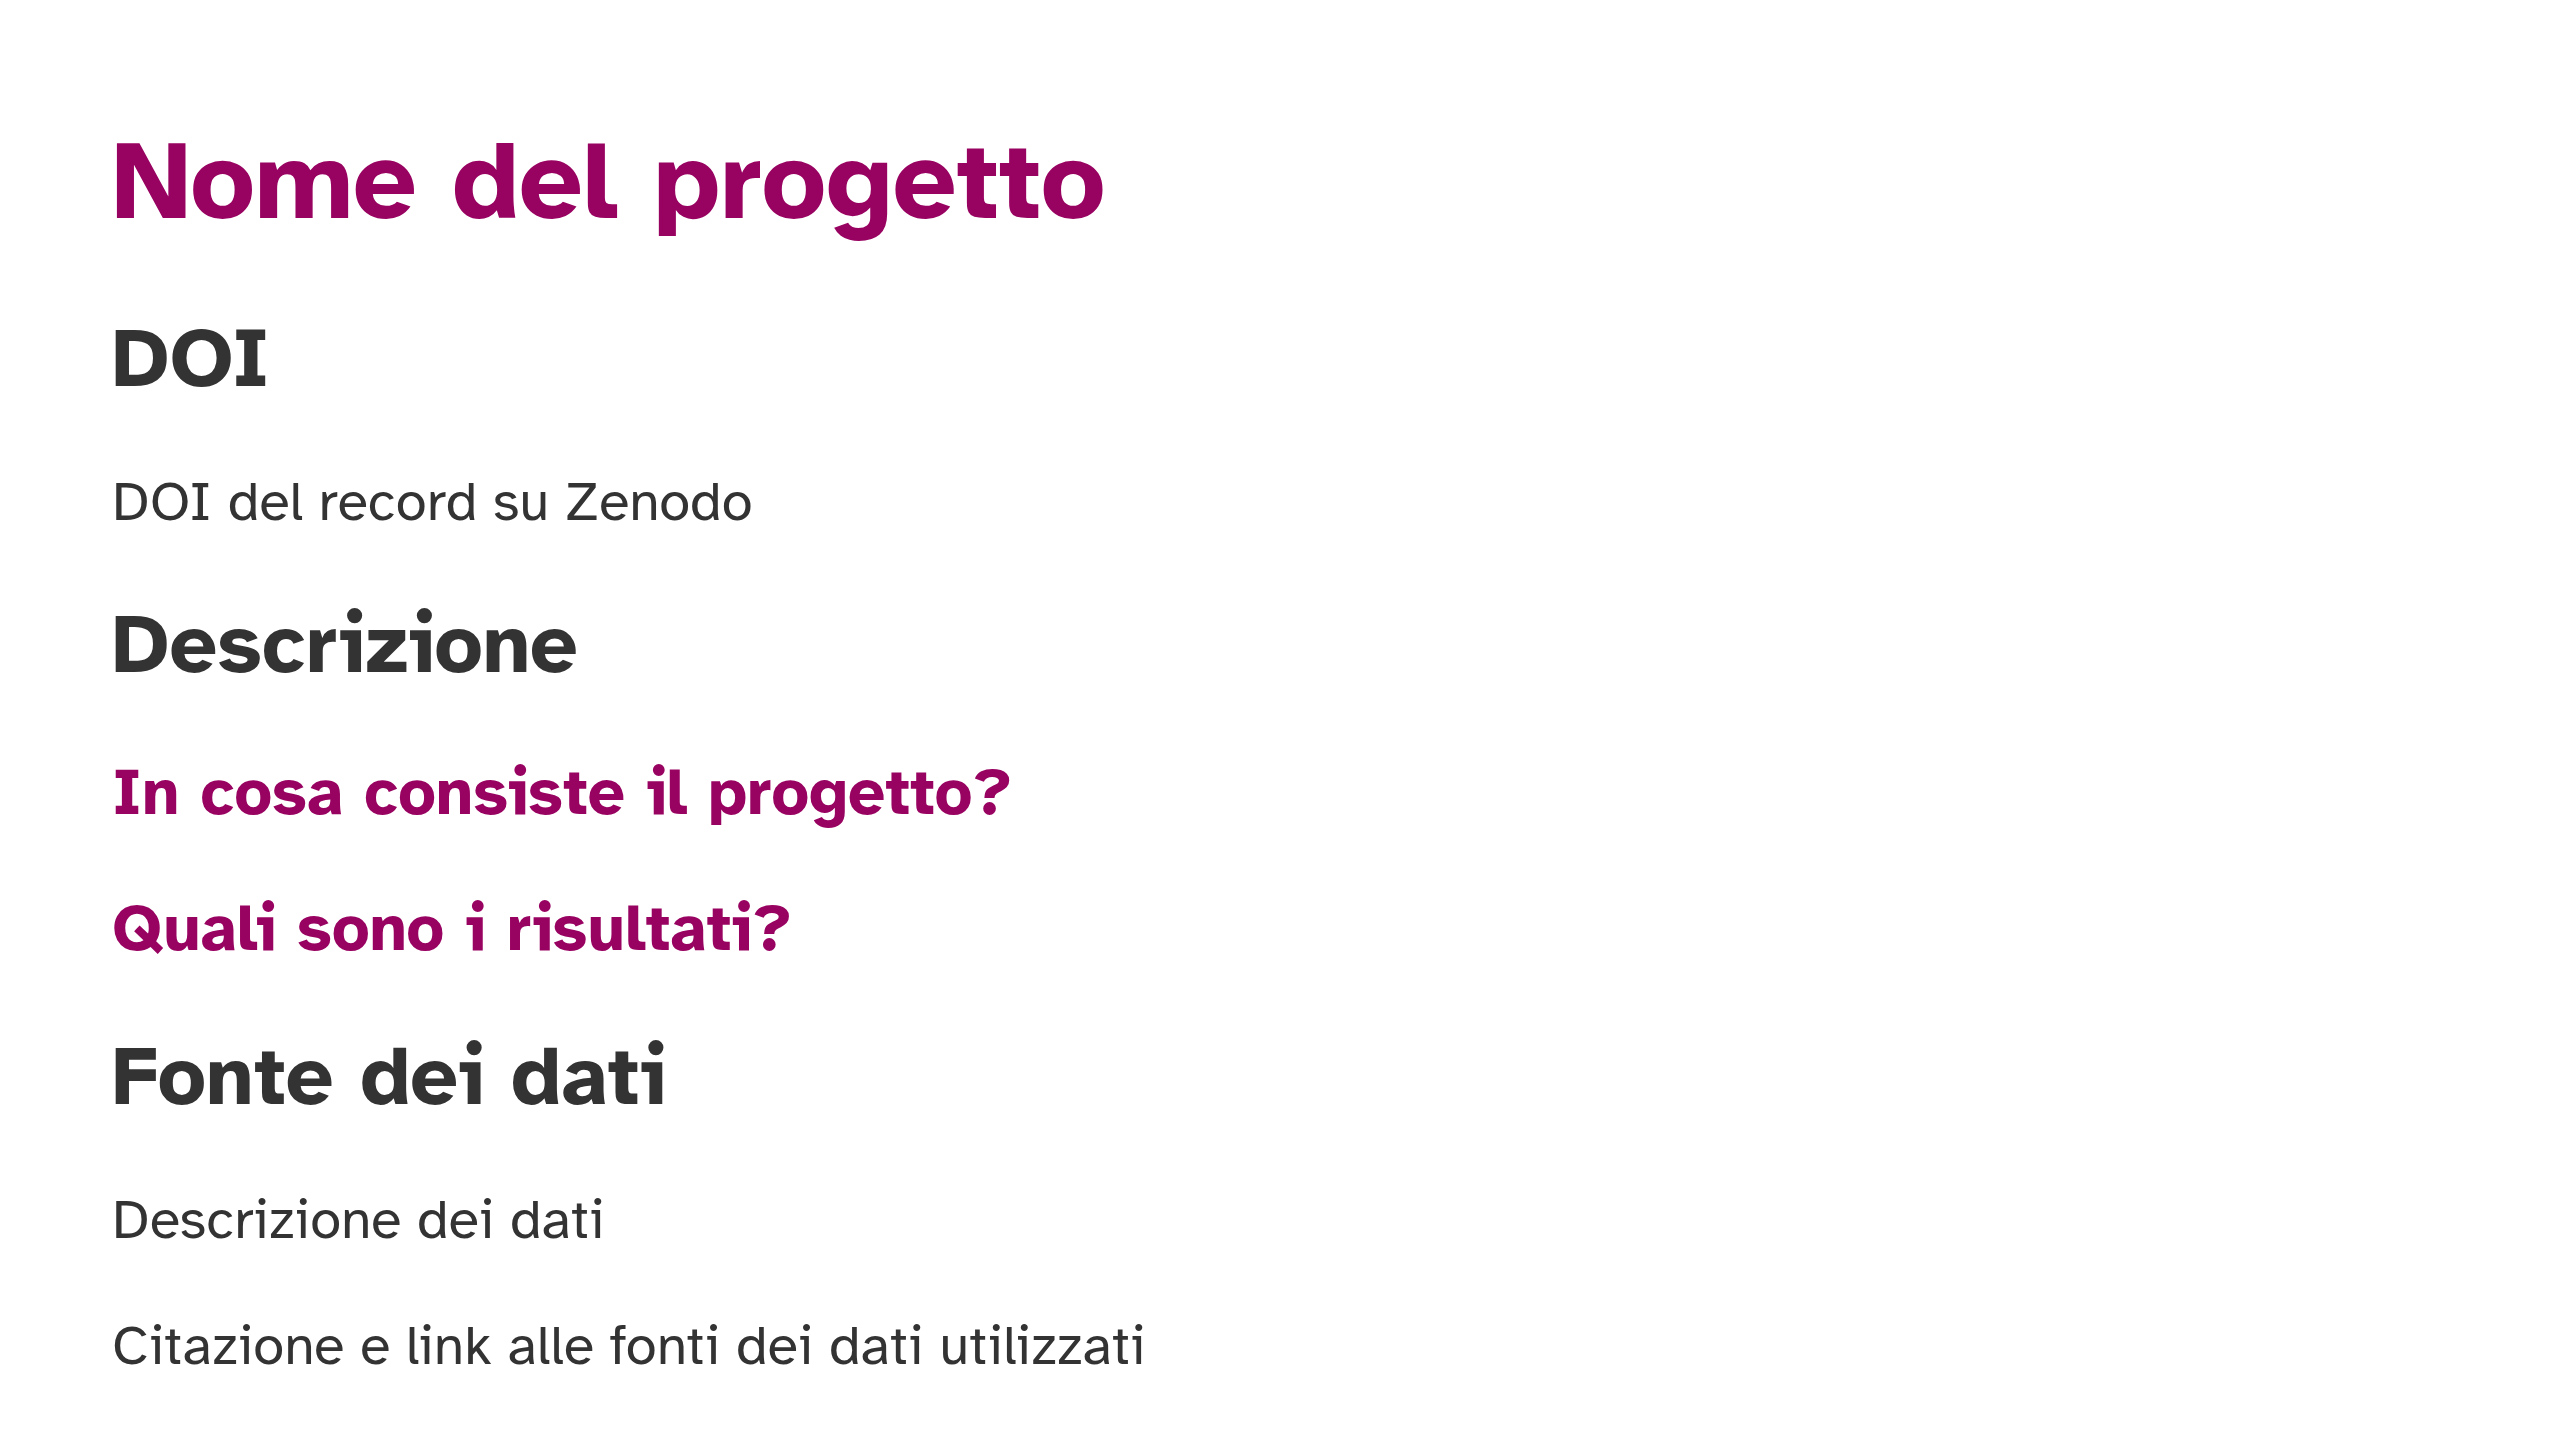 Nome del progetto
DOI
DOI del record su Zenodo
Descrizione
In cosa consiste il progetto?
Quali sono i risultati?
Fonte dei dati
Descrizione dei dati
Citazione e link alle fonti dei dati utilizzati